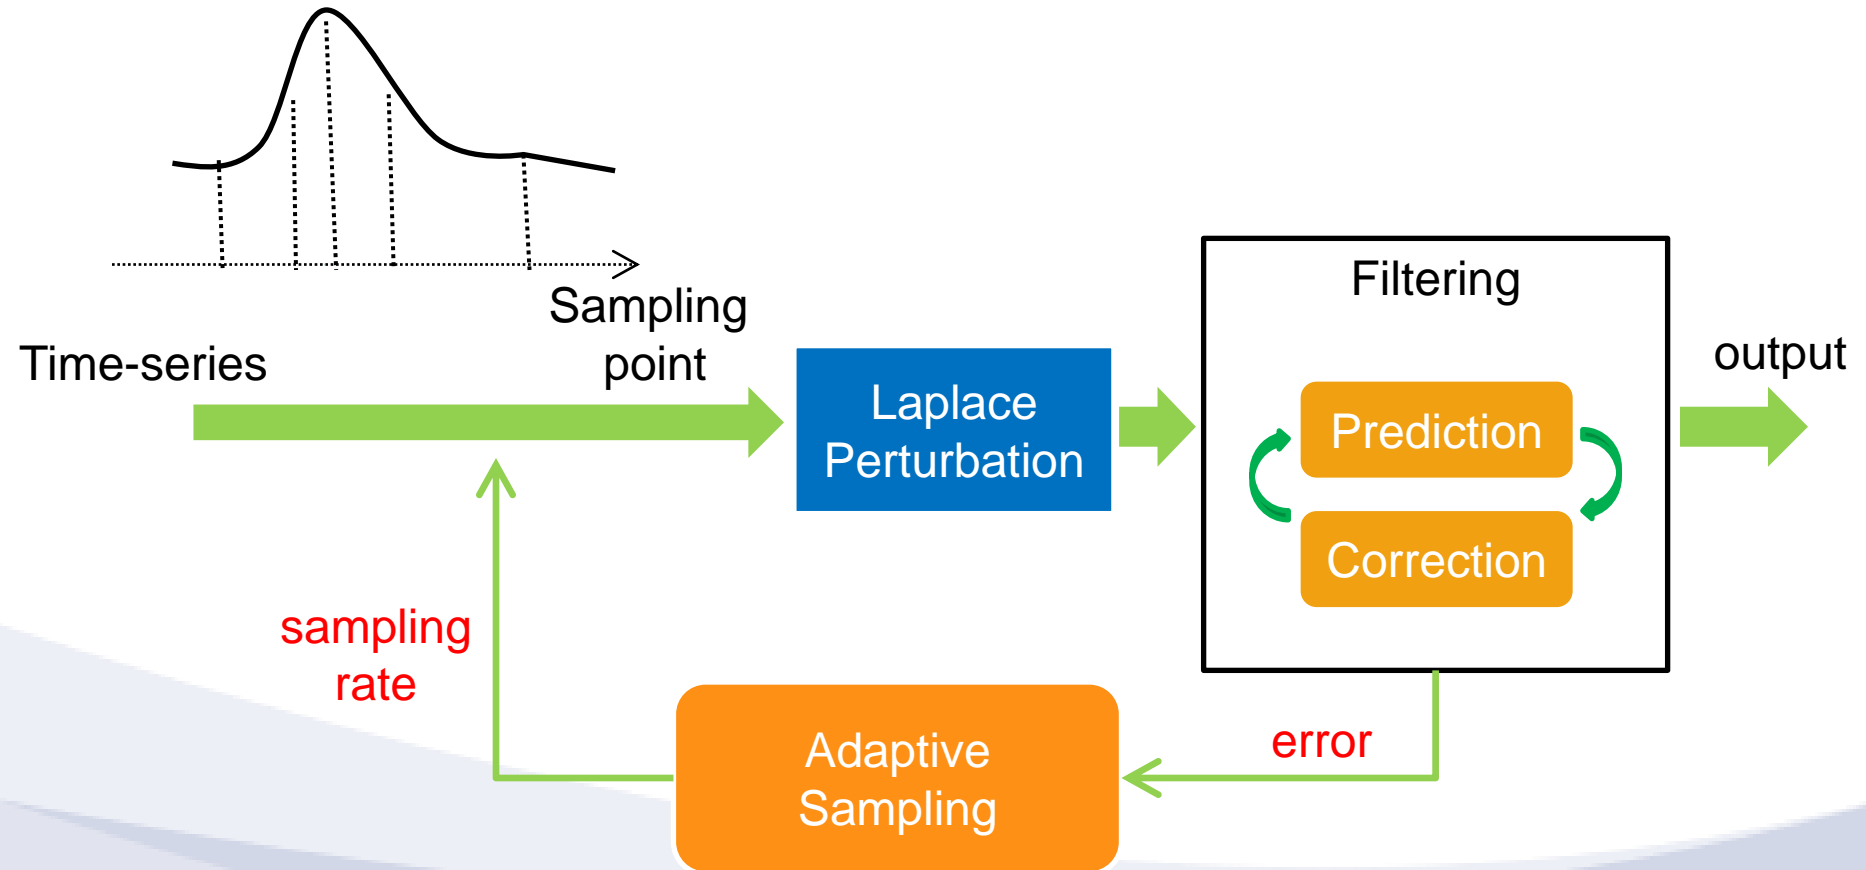 Sampling
point
Time-series
Laplace
Perturbation
Filtering
Prediction
Correction
output
sampling
rate
Adaptive
Sampling
error